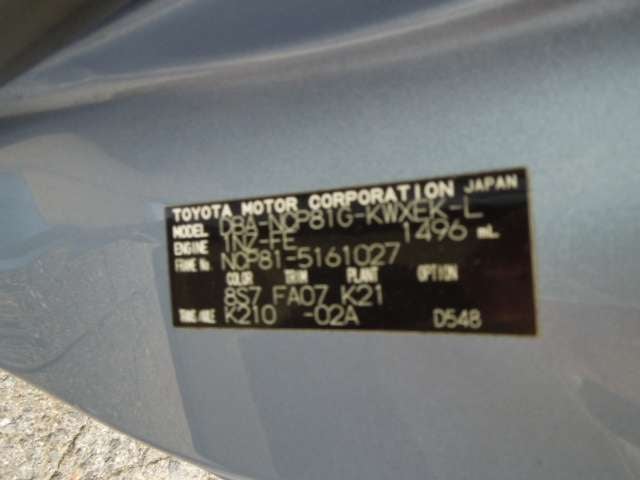 TOYOTA MOTOR CORPORATION JAPAN
MODEL DBA-NCP81G-KWXEK-L
ENGINE 1NZ-FE 1496 mL
FRAME No. NCP81-5161027
COLOR TRIM PLANT OPTION
8S7 FA07 K21
TRANS/AXLE K210 -02A D548